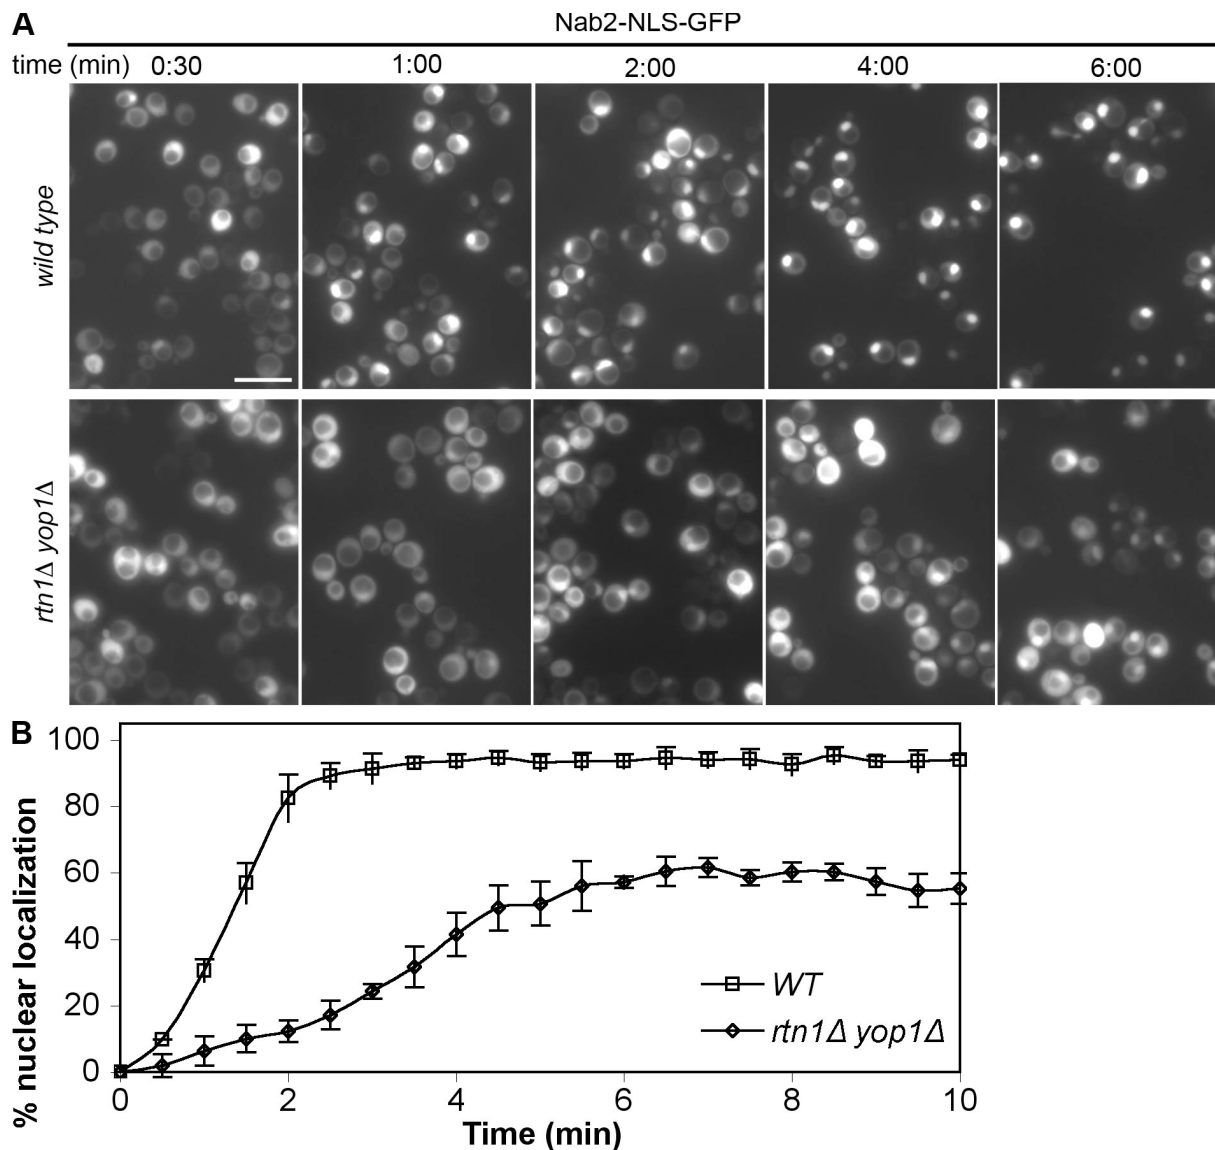 A
Nab2-NLS-GFP
time (min) 0:30 1:00 2:00 4:00 6:00
wild type
rtn1Δ yop1Δ
B
% nuclear localization
100
80
60
40
20
0
WT
rtn1Δ yop1Δ
0 2 4 6 8 10
Time (min)